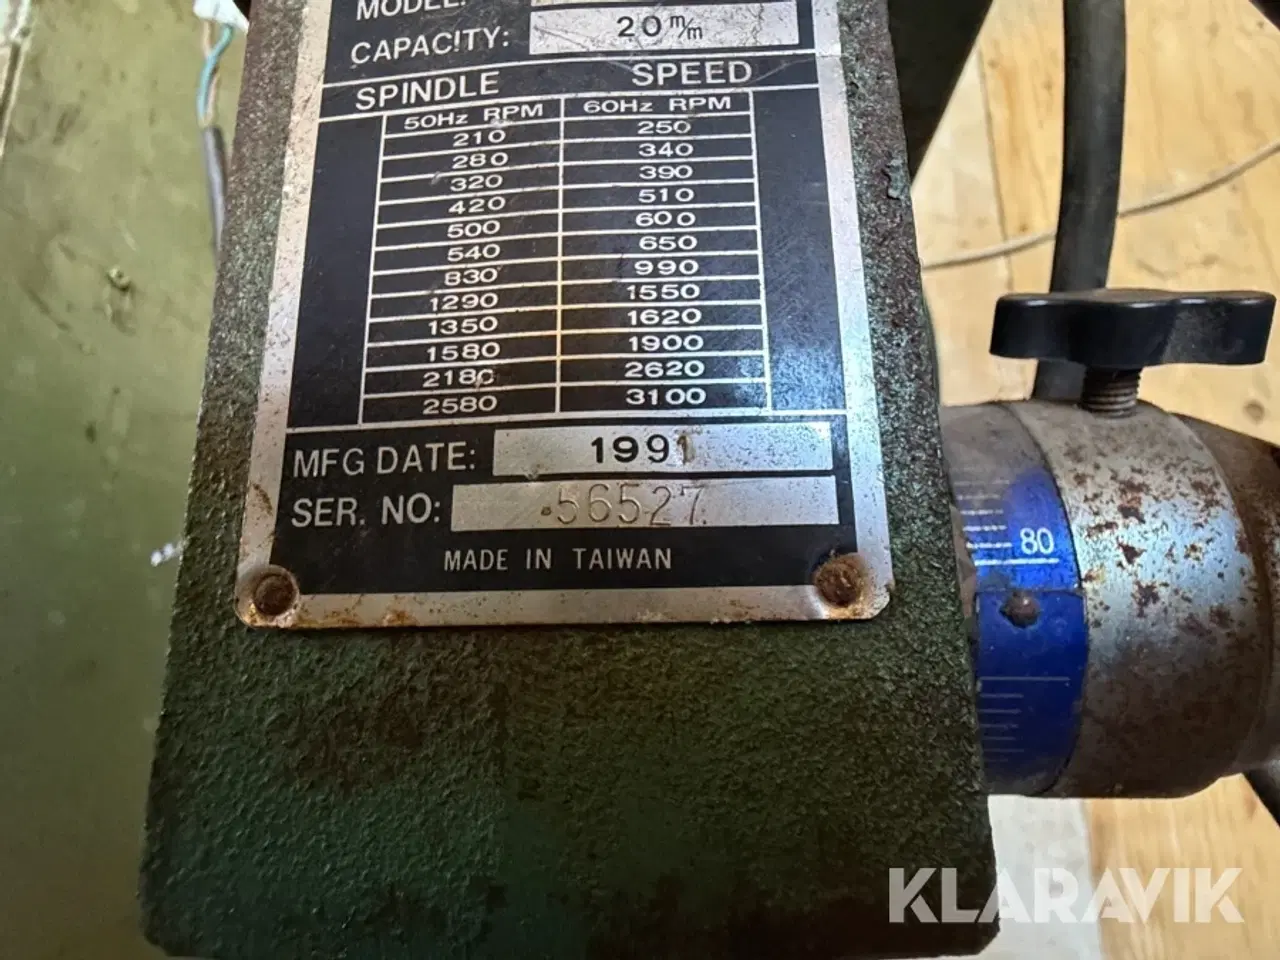 MODEL:
CAPACITY: 20 m/m
SPINDLE SPEED
50Hz RPM 60Hz RPM
210 250
280 340
320 390
420 510
500 600
540 650
830 990
1290 1550
1350 1620
1580 1900
2180 2620
2580 3100
MFG DATE: 1991
SER. NO: 56527
MADE IN TAIWAN
80
KLARAVIK